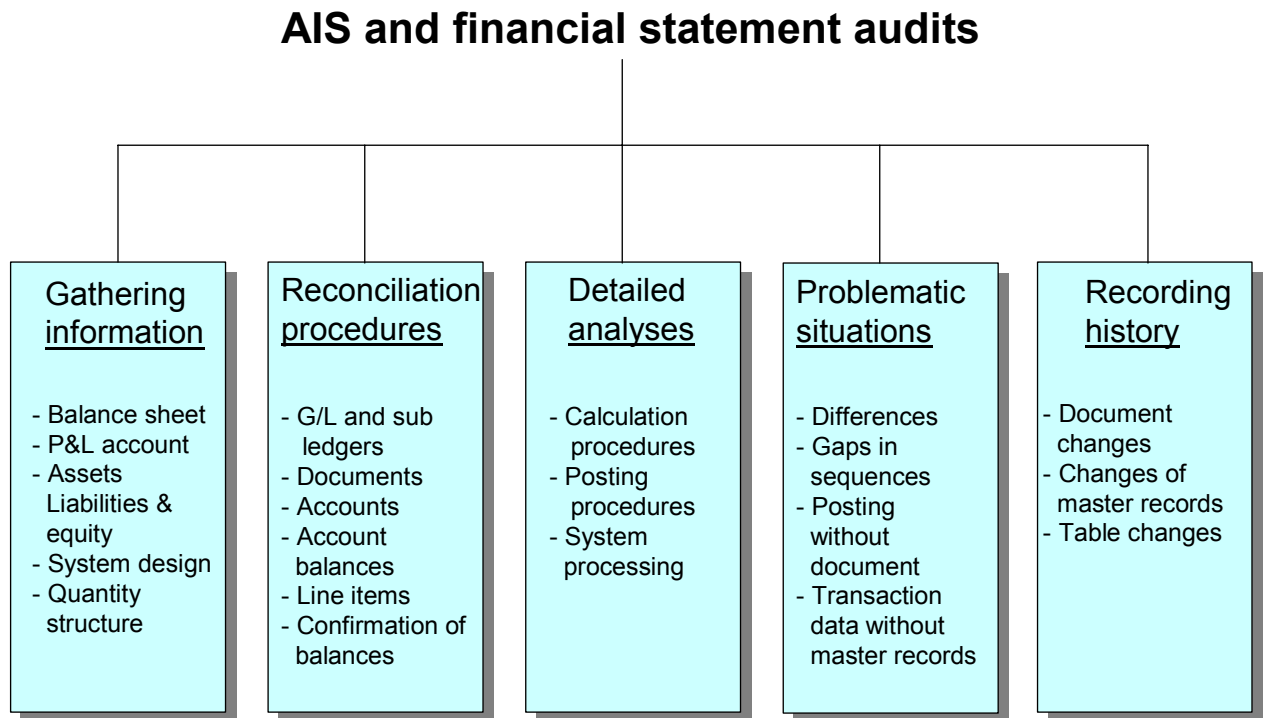 AIS and financial statement audits
Gathering
information
- Balance sheet
- P&L account
- Assets
Liabilities &
equity
- System design
- Quantity
structure
Reconciliation
procedures
- G/L and sub
ledgers
- Documents
- Accounts
- Account
balances
- Line items
- Confirmation of
balances
Detailed
analyses
- Calculation
procedures
- Posting
procedures
- System
processing
Problematic
situations
- Differences
- Gaps in
sequences
- Posting
without
document
- Transaction
data without
master records
Recording
history
- Document
changes
- Changes of
master records
- Table changes